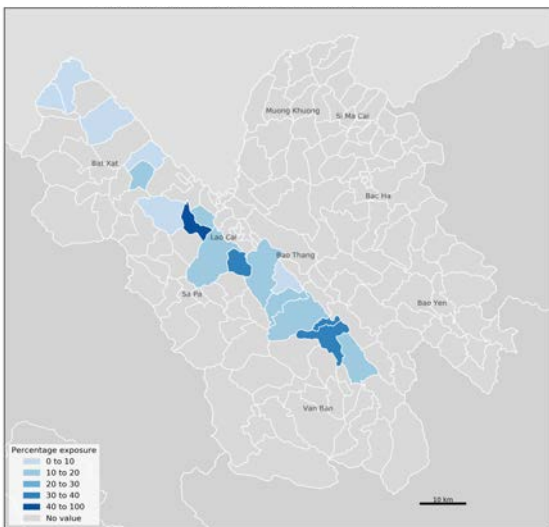 Muong Khuong
Si Ma Cai
Bat Xat
Bac Ha
Lao Cai
Bao Thang
Sa Pa
Bao Yen
Van Ban
Percentage exposure
0 to 10
10 to 20
20 to 30
30 to 40
40 to 100
No value
10 km